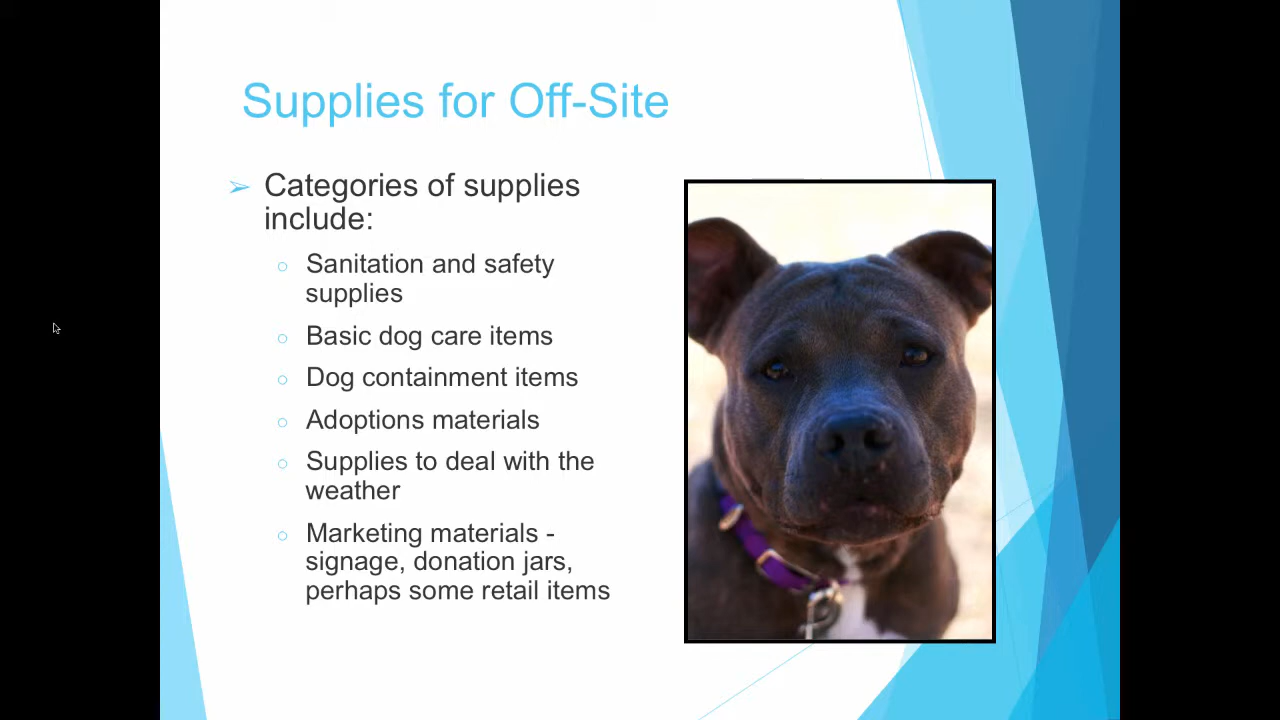 Supplies for Off-Site
➢ Categories of supplies
include:
○ Sanitation and safety
supplies
○ Basic dog care items
○ Dog containment items
○ Adoptions materials
○ Supplies to deal with the
weather
○ Marketing materials -
signage, donation jars,
perhaps some retail items